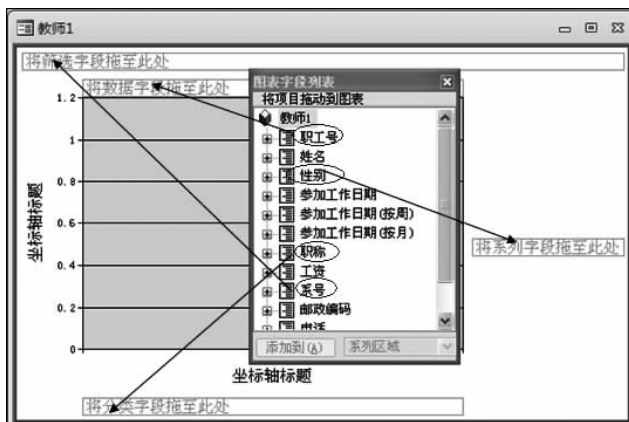 教师1
将筛选字段拖至此处
将数据字段拖至此处
图表字段列表
将项目拖动到图表
教师1
职工号
姓名
性别
参加工作日期
参加工作日期(按周)
参加工作日期(按月)
职称
工资
系号
邮政编码
电话
添加到(A)
系列区域
1.2
1
0.8
0.6
0.4
0.2
0
坐标轴标题
将系列字段拖至此处
坐标轴标题
将分类字段拖至此处